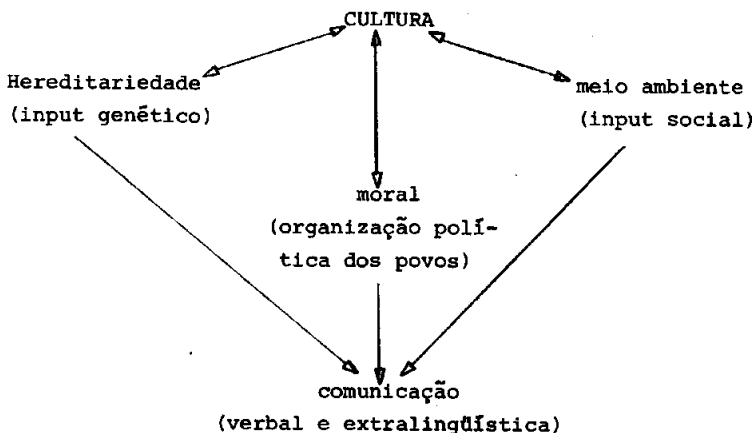 CULTURA
Hereditariedade
(input genético)
meio ambiente
(input social)
moral
(organização polí-
tica dos povos)
comunicação
(verbal e extralingüística)